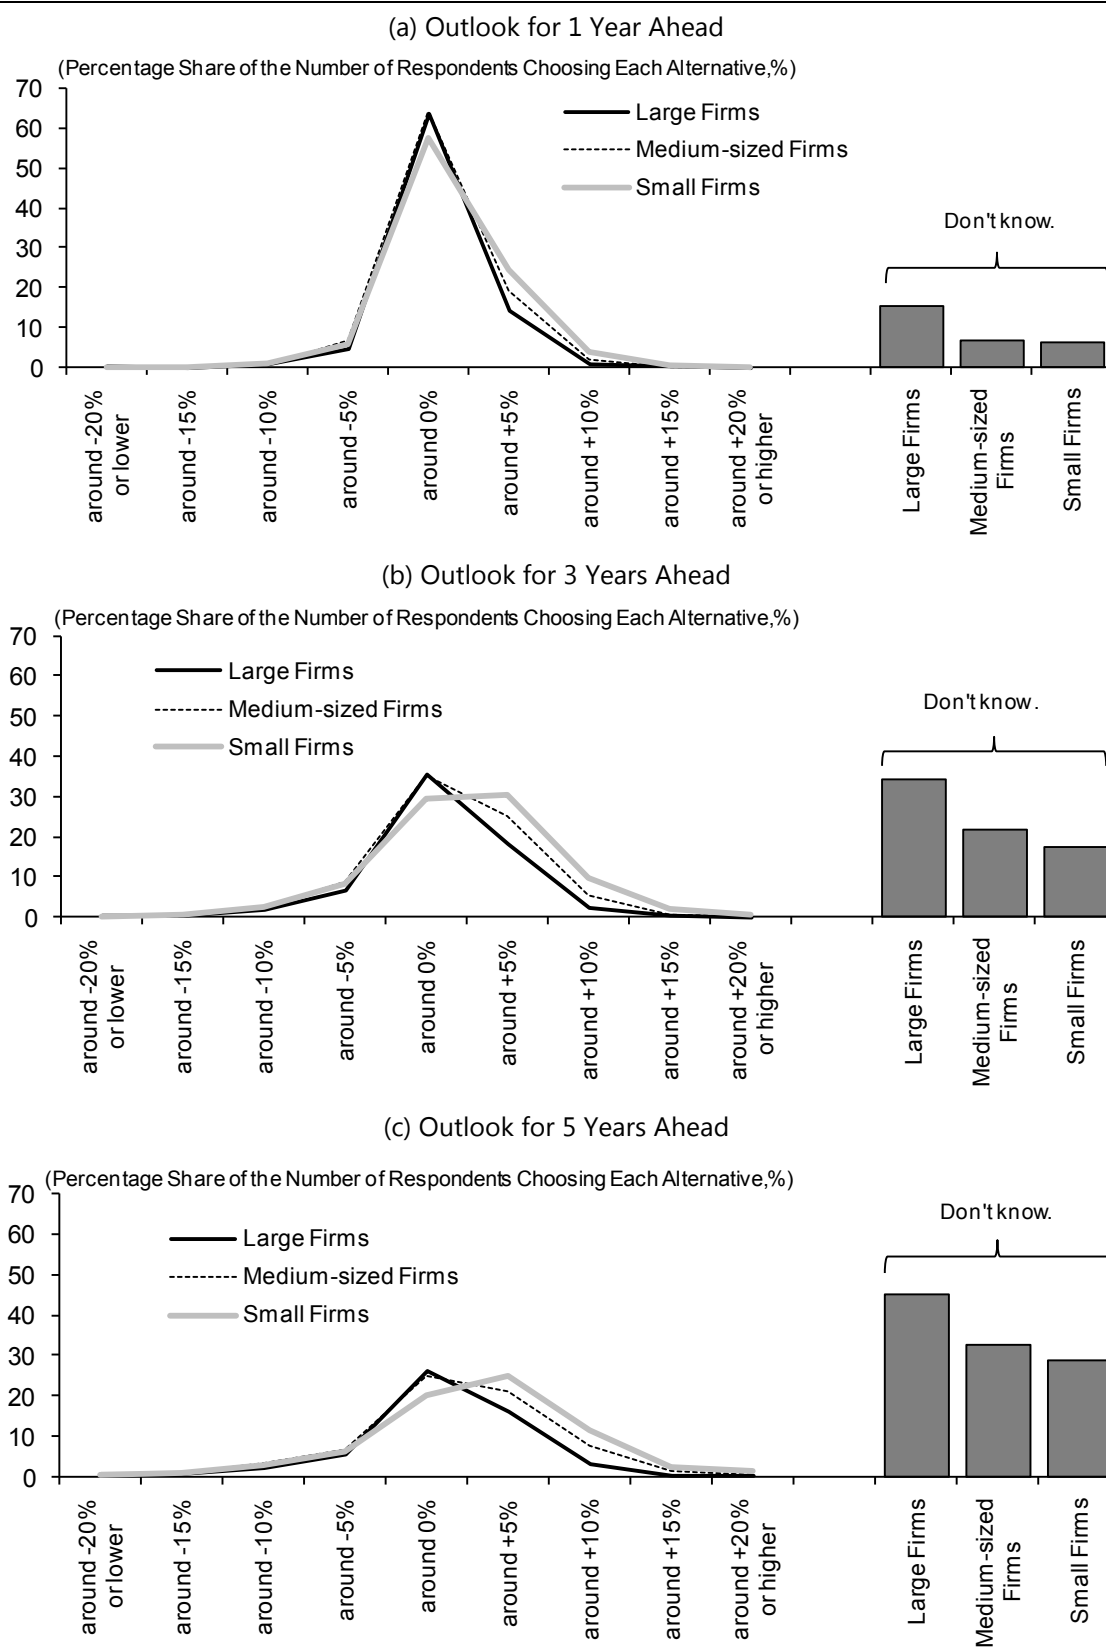 (a) Outlook for 1 Year Ahead
(Percentage Share of the Number of Respondents Choosing Each Alternative,%)
70
60
50
40
30
20
10
0
Large Firms
Medium-sized Firms
Small Firms
Don't know.
around -20%
or lower
around -15%
around -10%
around -5%
around 0%
around +5%
around +10%
around +15%
around +20%
or higher
Large Firms
Medium-sized
Firms
Small Firms
(b) Outlook for 3 Years Ahead
(Percentage Share of the Number of Respondents Choosing Each Alternative,%)
70
60
50
40
30
20
10
0
Large Firms
Medium-sized Firms
Small Firms
Don't know.
around -20%
or lower
around -15%
around -10%
around -5%
around 0%
around +5%
around +10%
around +15%
around +20%
or higher
Large Firms
Medium-sized
Firms
Small Firms
(c) Outlook for 5 Years Ahead
(Percentage Share of the Number of Respondents Choosing Each Alternative,%)
70
60
50
40
30
20
10
0
Large Firms
Medium-sized Firms
Small Firms
Don't know.
around -20%
or lower
around -15%
around -10%
around -5%
around 0%
around +5%
around +10%
around +15%
around +20%
or higher
Large Firms
Medium-sized
Firms
Small Firms